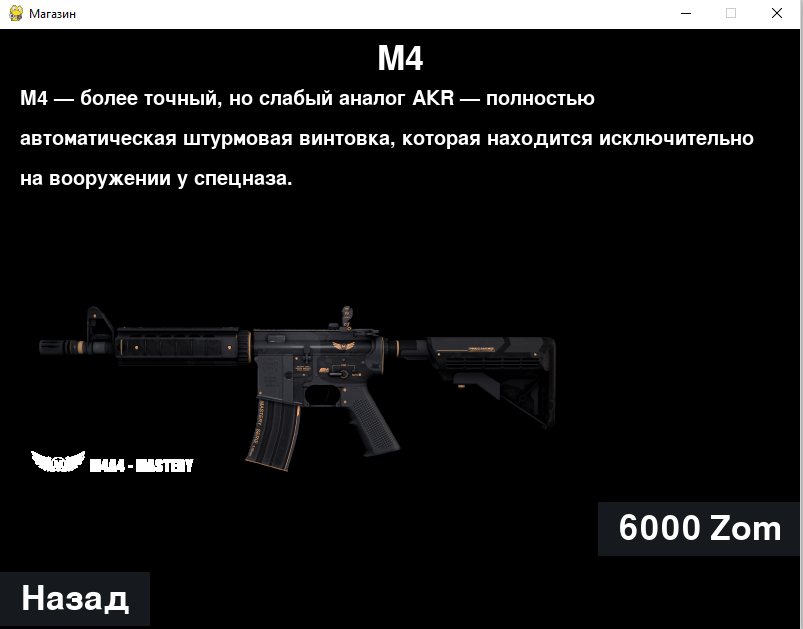 Магазин
M4
M4 — более точный, но слабый аналог AKR — полностью
автоматическая штурмовая винтовка, которая находится исключительно
на вооружении у спецназа.
M4A4 - MASTERY
6000 Zom
Назад